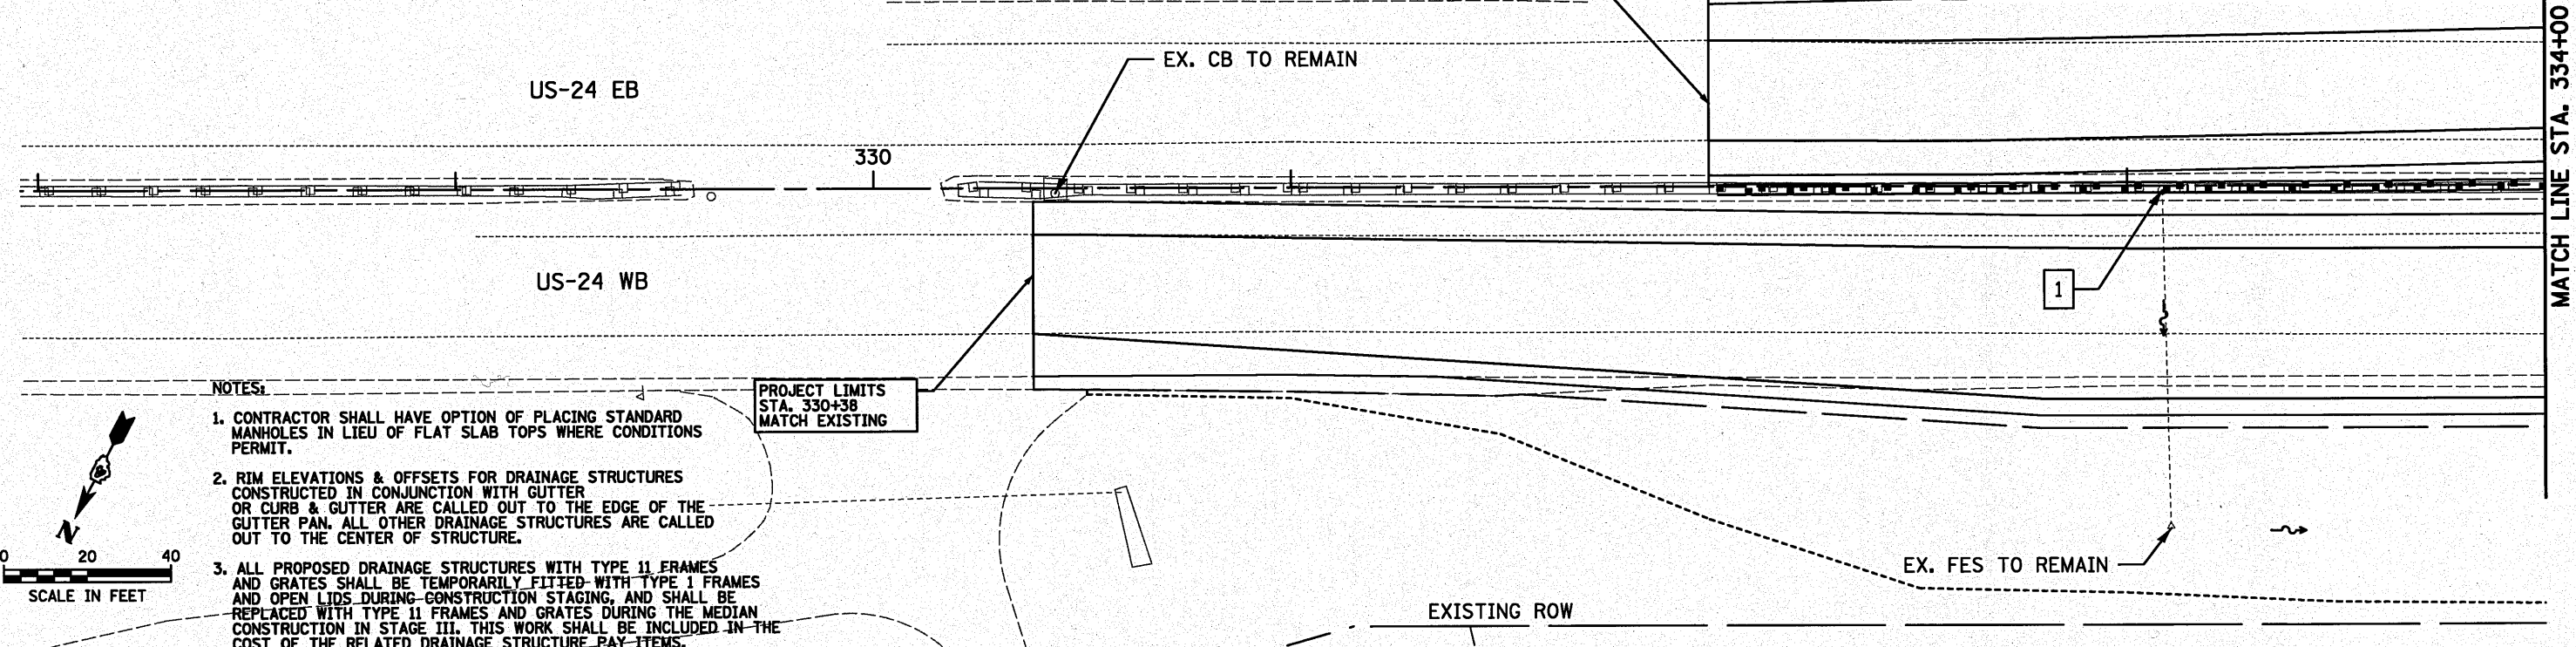 EX. CB TO REMAIN
US-24 EB
330
US-24 WB
1
MATCH LINE STA. 334+00
PROJECT LIMITS
STA. 330+38
MATCH EXISTING
NOTES:
1. CONTRACTOR SHALL HAVE OPTION OF PLACING STANDARD
MANHOLES IN LIEU OF FLAT SLAB TOPS WHERE CONDITIONS
PERMIT.
2. RIM ELEVATIONS & OFFSETS FOR DRAINAGE STRUCTURES
CONSTRUCTED IN CONJUNCTION WITH GUTTER
OR CURB & GUTTER ARE CALLED OUT TO THE EDGE OF THE
GUTTER PAN. ALL OTHER DRAINAGE STRUCTURES ARE CALLED
OUT TO THE CENTER OF STRUCTURE.
3. ALL PROPOSED DRAINAGE STRUCTURES WITH TYPE 11 FRAMES
AND GRATES SHALL BE TEMPORARILY FITTED WITH TYPE 1 FRAMES
AND OPEN LIDS DURING CONSTRUCTION STAGING, AND SHALL BE
REPLACED WITH TYPE 11 FRAMES AND GRATES DURING THE MEDIAN
CONSTRUCTION IN STAGE III. THIS WORK SHALL BE INCLUDED IN THE
COST OF THE RELATED DRAINAGE STRUCTURE PAY ITEMS.
N
0 20 40
SCALE IN FEET
EX. FES TO REMAIN
EXISTING ROW